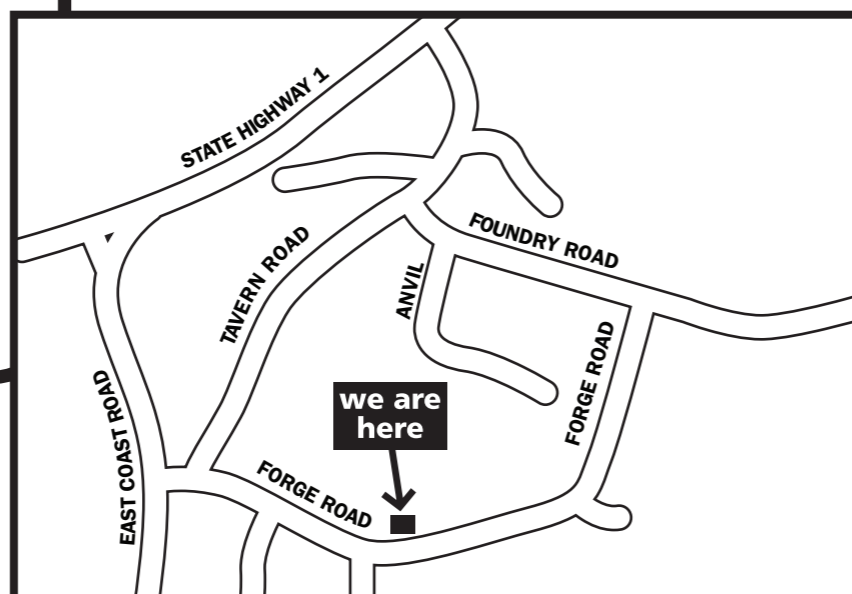 STATE HIGHWAY 1
FOUNDRY ROAD
TAVERN ROAD
ANVIL
FORGE ROAD
EAST COAST ROAD
we are
here
FORGE ROAD